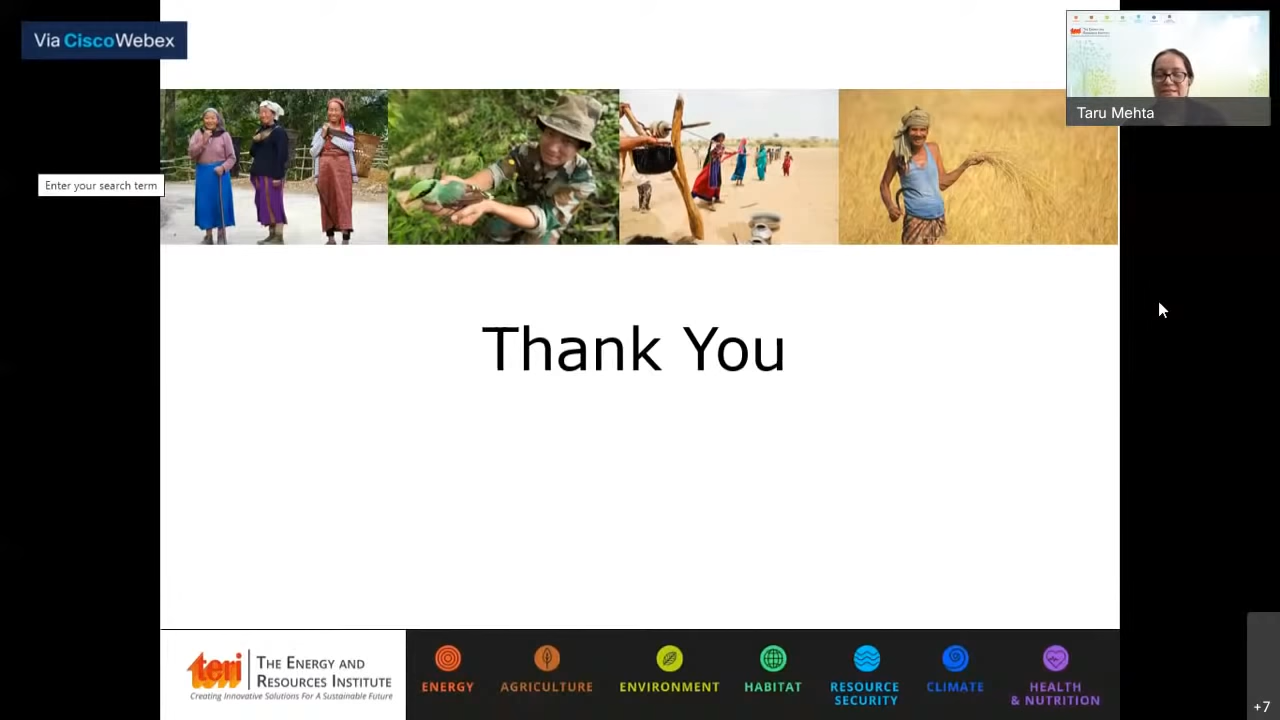 Via CiscoWebex
Taru Mehta
Enter your search term
Thank You
teri
THE ENERGY AND
RESOURCES INSTITUTE
Creating Innovative Solutions For A Sustainable Future
ENERGY
AGRICULTURE
ENVIRONMENT
HABITAT
RESOURCE
SECURITY
CLIMATE
HEALTH
& NUTRITION
+7